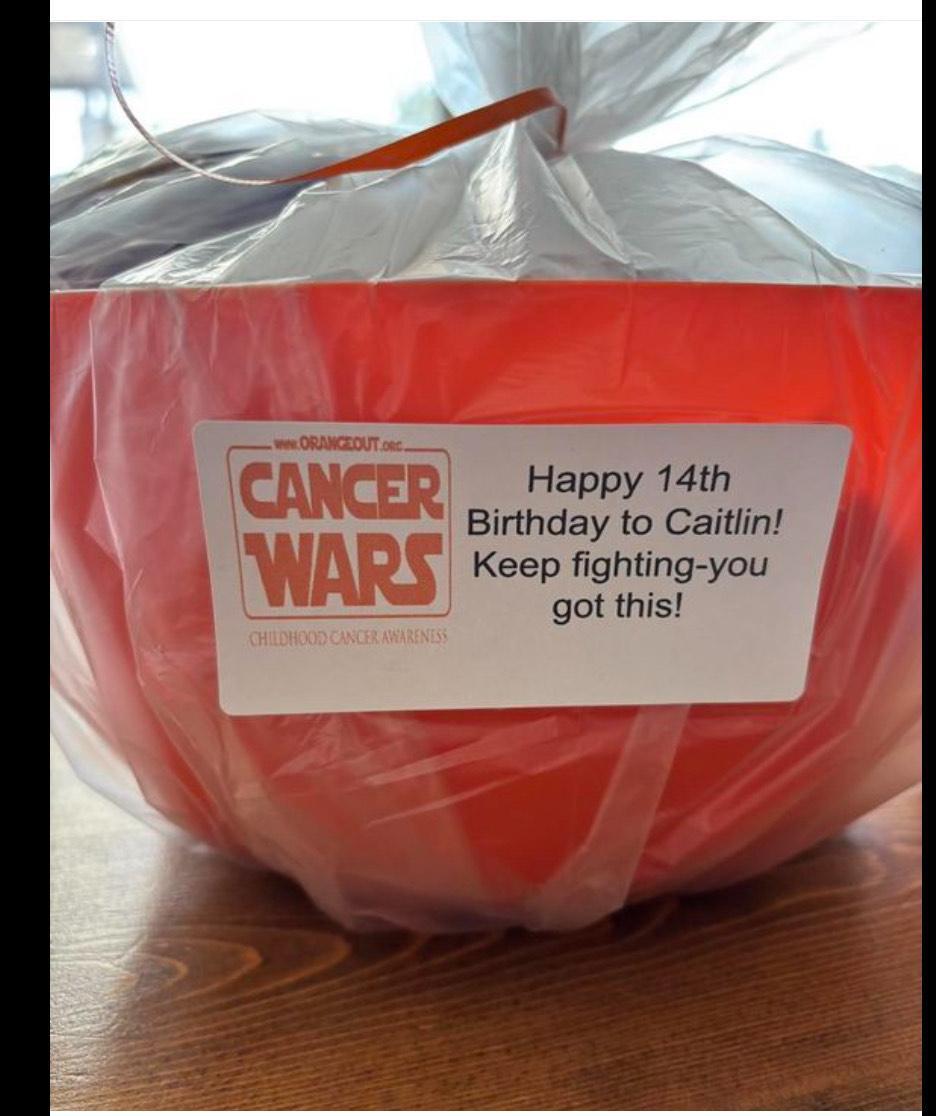 www.ORANGEOUT.ORG
CANCER
WARS
CHILDHOOD CANCER AWARENESS
Happy 14th
Birthday to Caitlin!
Keep fighting-you
got this!